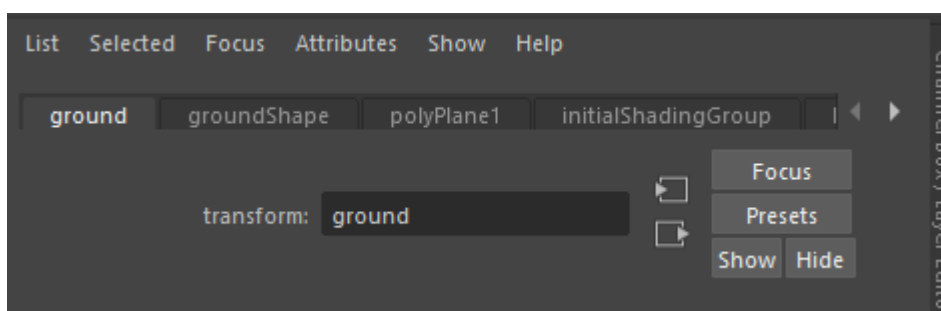 List Selected Focus Attributes Show Help
ground groundShape polyPlane1 initialShadingGroup
Focus
transform: ground
Presets
Show Hide